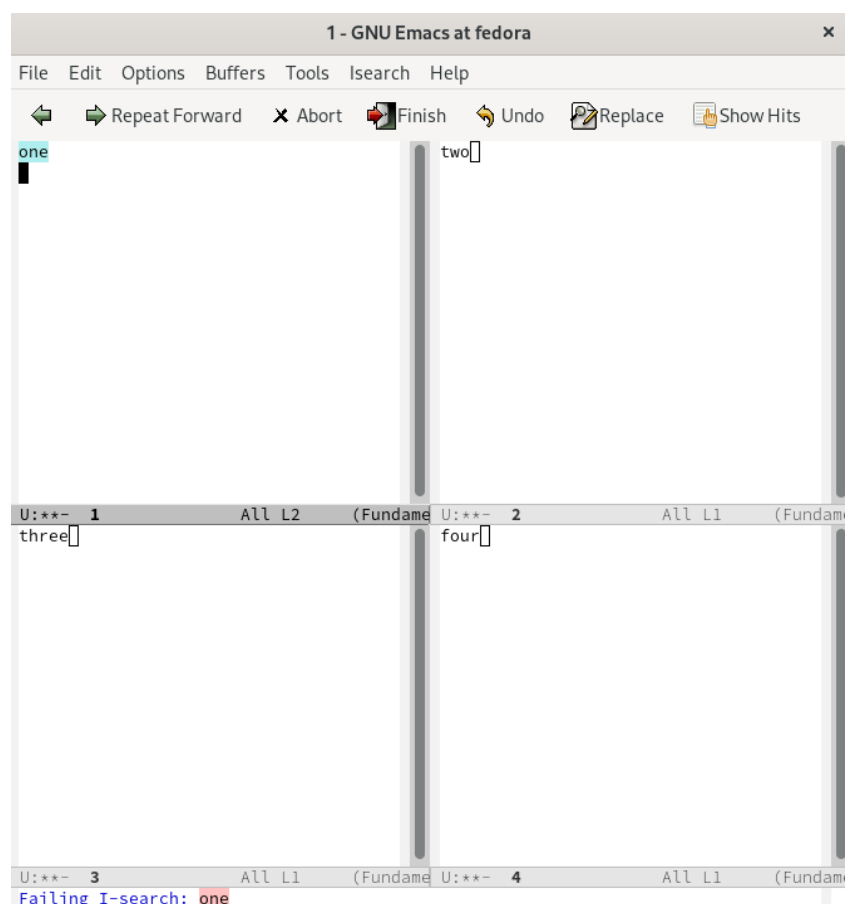 1 - GNU Emacs at fedora ×
File Edit Options Buffers Tools Isearch Help
Repeat Forward Abort Finish Undo Replace Show Hits
one
two
U:**- 1 All L2 (Fundame
U:**- 2 All L1 (Fundam
three
four
U:**- 3 All L1 (Fundame
U:**- 4 All L1 (Fundam
Failing I-search: one